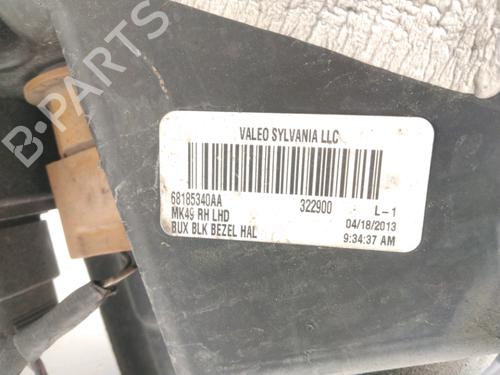 B-PARTS
VALEO SYLVANIA LLC
68185340AA 322900 L-1
MK49 RH LHD 04/18/2013
BUX BLK BEZEL HAL 9:34:37 AM